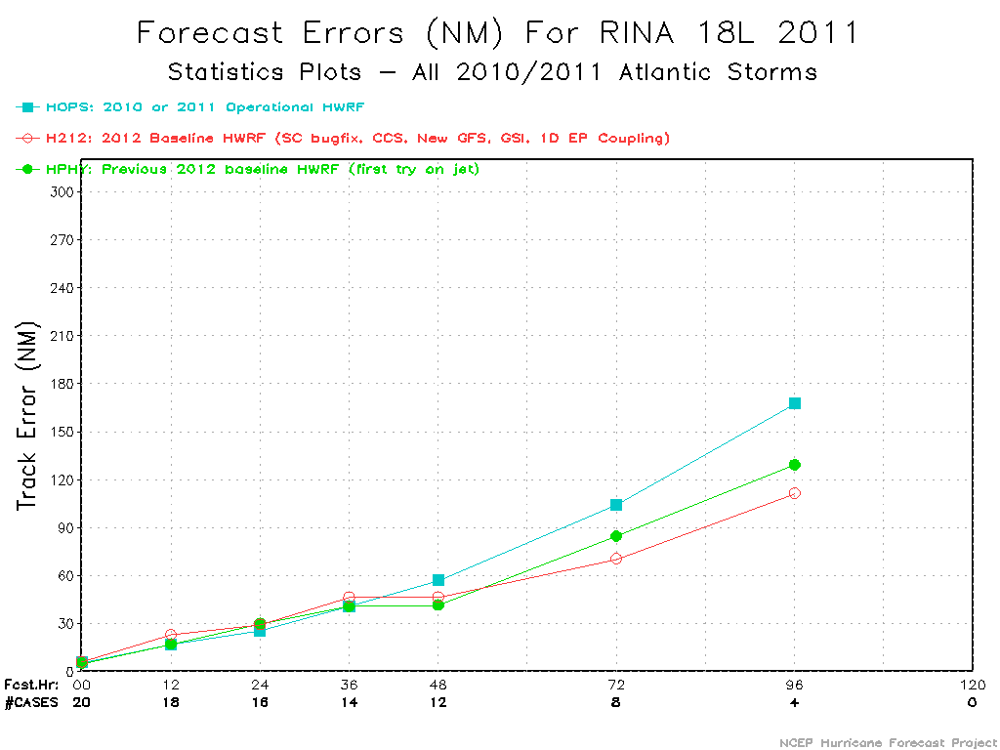 Forecast Errors (NM) For RINA 18L 2011
Statistics Plots - All 2010/2011 Atlantic Storms
HOPS: 2010 or 2011 Operational HWRF
H212: 2012 Baseline HWRF (SC bugfix, CCS, New GFS, GSI, 1D EP Coupling)
HPHY: Previous 2012 baseline HWRF (first try on jet)
Track Error (NM)
300
270
240
210
180
150
120
90
60
30
0
Fcst.Hr: 00 12 24 36 48 72 96 120
#CASES 20 18 16 14 12 8 4 0
NCEP Hurricane Forecast Project